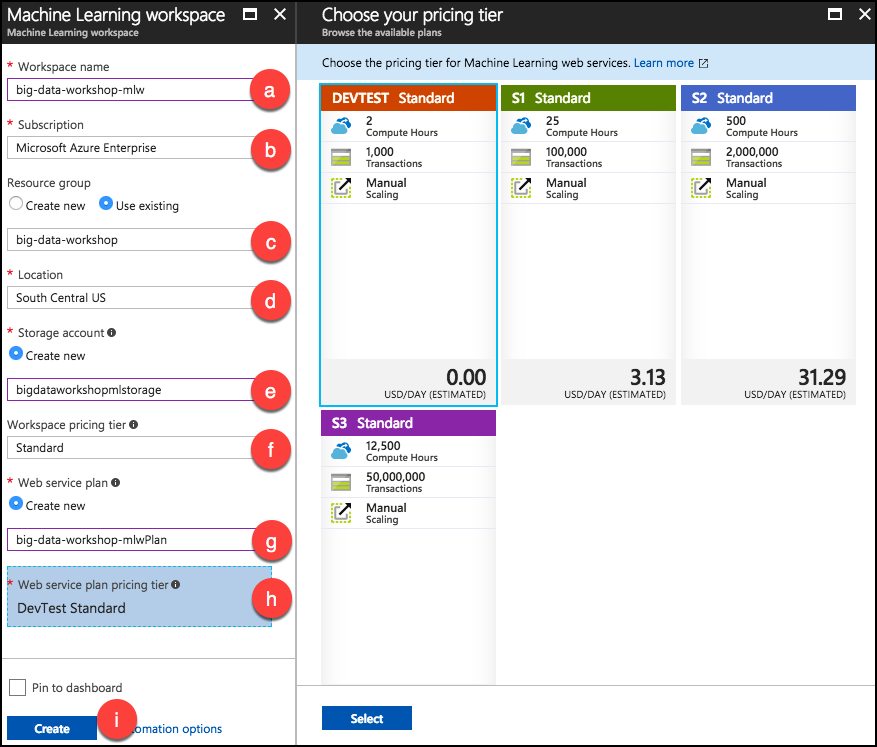 Machine Learning workspace
Machine Learning workspace
* Workspace name
big-data-workshop-mlw
a
* Subscription
Microsoft Azure Enterprise
b
Resource group
Create new Use existing
big-data-workshop
c
* Location
South Central US
d
* Storage account
Create new
bigdataworkshopmlstorage
e
Workspace pricing tier
Standard
f
* Web service plan
Create new
big-data-workshop-mlwPlan
g
* Web service plan pricing tier
DevTest Standard
h
Pin to dashboard
Create
i
omation options
Choose your pricing tier
Browse the available plans
Choose the pricing tier for Machine Learning web services. Learn more
DEVTEST Standard
2
Compute Hours
1,000
Transactions
Manual
Scaling
0.00
USD/DAY (ESTIMATED)
S1 Standard
25
Compute Hours
100,000
Transactions
Manual
Scaling
3.13
USD/DAY (ESTIMATED)
S2 Standard
500
Compute Hours
2,000,000
Transactions
Manual
Scaling
31.29
USD/DAY (ESTIMATED)
S3 Standard
12,500
Compute Hours
50,000,000
Transactions
Manual
Scaling
Select